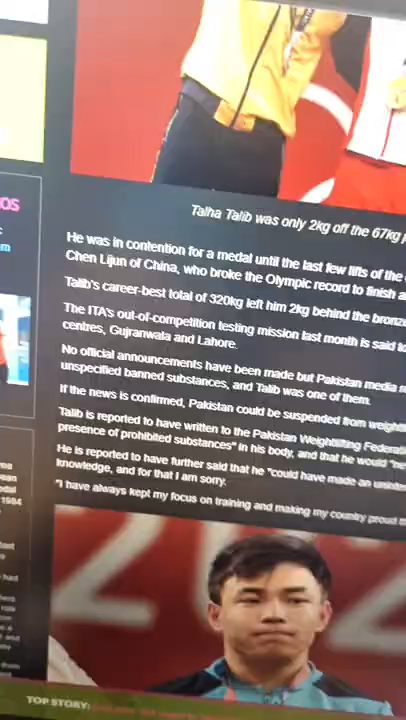 Talha Talib was only 2kg off the 67kg
He was in contention for a medal until the last few lifts of the
Chen Lijun of China, who broke the Olympic record to finish a
Talib's career-best total of 320kg left him 2kg behind the bronze
The ITA's out-of-competition testing mission last month is said to
centres, Gujranwala and Lahore.
No official announcements have been made but Pakistan media
unspecified banned substances, and Talib was one of them.
If the news is confirmed, Pakistan could be suspended from
Talib is reported to have written to the Pakistan Weightlifting
presence of prohibited substances" in his body, and that he would
He is reported to have further said that he "could have made an
knowledge, and for that I am sorry.
"I have always kept my focus on training and making my country proud
OS
1984
had
and
TOP STORY: